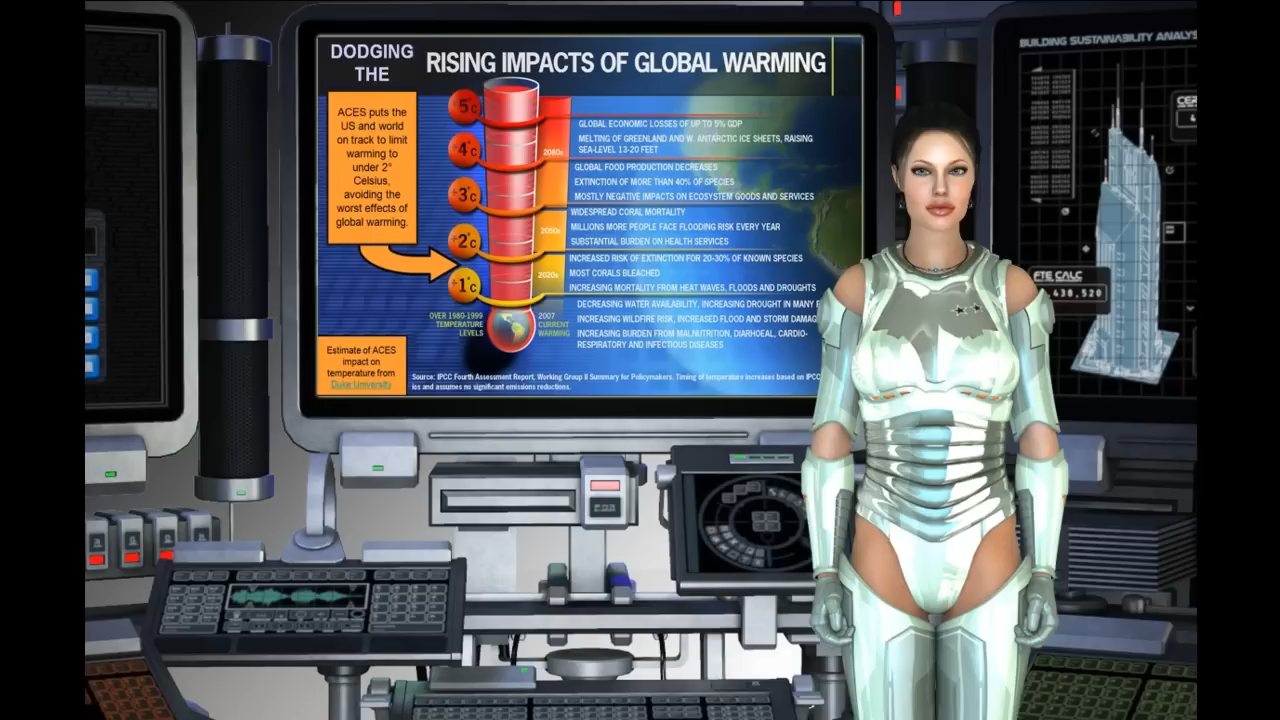 DODGING
THE
RISING IMPACTS OF GLOBAL WARMING
ACES puts the
US and world
on track to limit
warming to
under 2°
Celsius,
avoiding the
worst effects of
global warming.
+5°C
+4°C
+3°C
+2°C
+1°C
2080s
2050s
2020s
GLOBAL ECONOMIC LOSSES OF UP TO 5% GDP
MELTING OF GREENLAND AND W. ANTARCTIC ICE SHEETS, RAISING
SEA-LEVEL 13-20 FEET
GLOBAL FOOD PRODUCTION DECREASES
EXTINCTION OF MORE THAN 40% OF SPECIES
MOSTLY NEGATIVE IMPACTS ON ECOSYSTEM GOODS AND SERVICES
WIDESPREAD CORAL MORTALITY
MILLIONS MORE PEOPLE FACE FLOODING RISK EVERY YEAR
SUBSTANTIAL BURDEN ON HEALTH SERVICES
INCREASED RISK OF EXTINCTION FOR 20-30% OF KNOWN SPECIES
MOST CORALS BLEACHED
INCREASING MORTALITY FROM HEAT WAVES, FLOODS AND DROUGHTS
DECREASING WATER AVAILABILITY, INCREASING DROUGHT IN MANY
INCREASING WILDFIRE RISK, INCREASED FLOOD AND STORM DAMAG
INCREASING BURDEN FROM MALNUTRITION, DIARHOEAL, CARDIO-
RESPIRATORY AND INFECTIOUS DISEASES
OVER 1980-1999
TEMPERATURE
LEVELS
2007
CURRENT
WARMING
Estimate of ACES
impact on
temperature from
Duke University
Source: IPCC Fourth Assessment Report, Working Group II Summary for Policymakers. Timing of temperature increases based on IPCC
ios and assumes no significant emissions reductions.
BUILDING SUSTAINABILITY ANALYS
FTE CALC
438,520